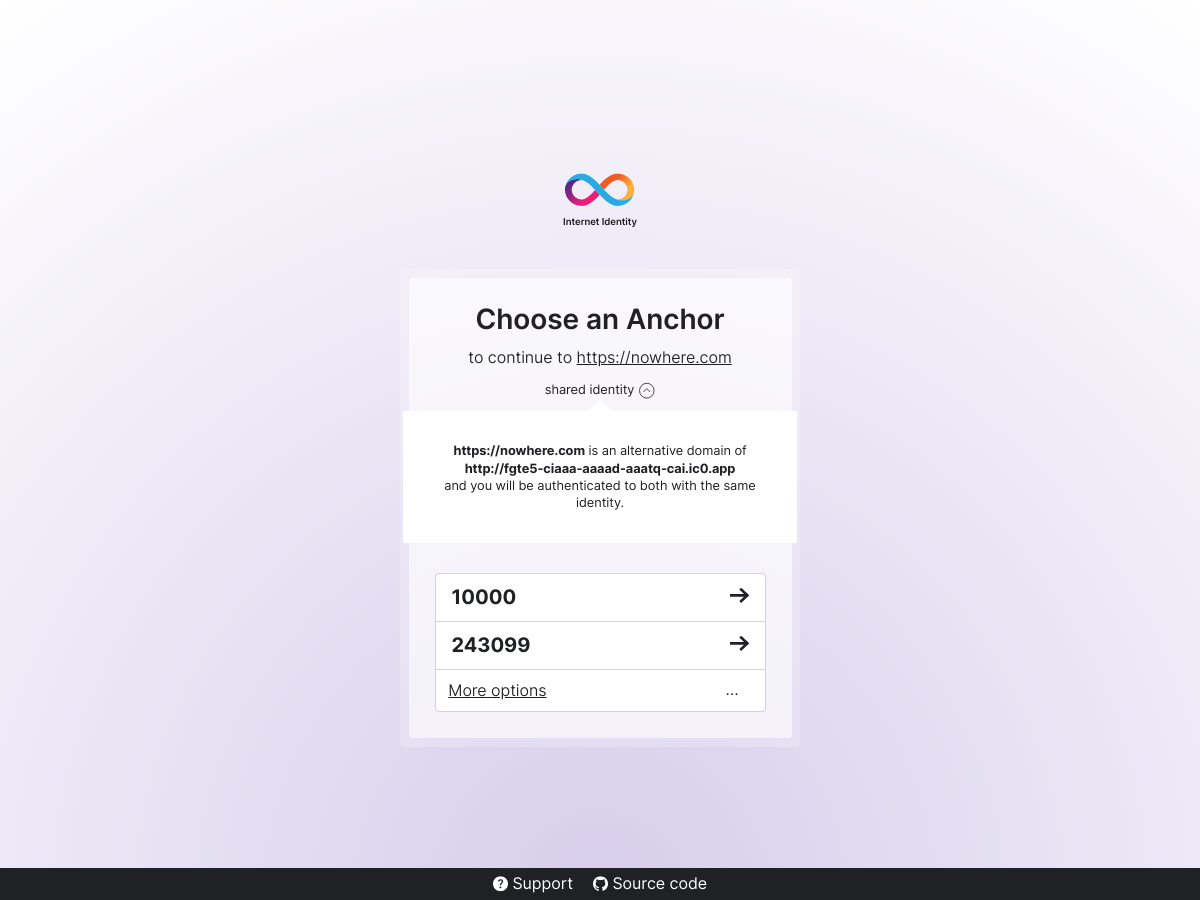 Internet Identity
Choose an Anchor
to continue to https://nowhere.com
shared identity
https://nowhere.com is an alternative domain of
http://fgte5-ciaaa-aaaad-aaatq-cai.ic0.app
and you will be authenticated to both with the same
identity.
10000
243099
More options ...
Support Source code